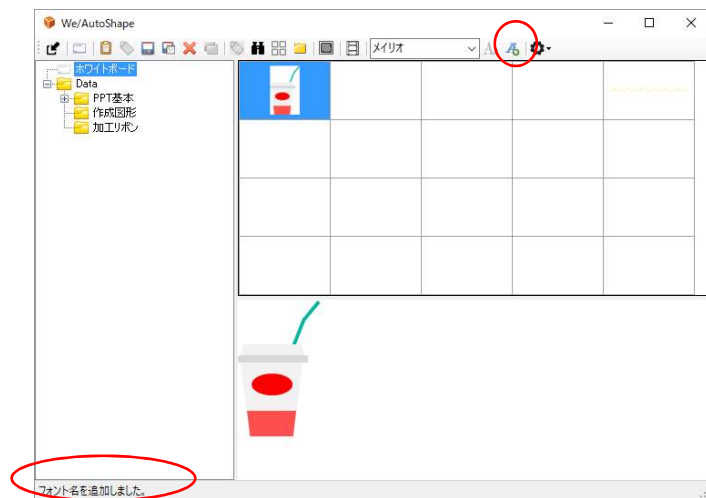 We/AutoShape
メイリオ
ホワイトボード
Data
PPT基本
作成図形
加工リボン
フォント名を追加しました。